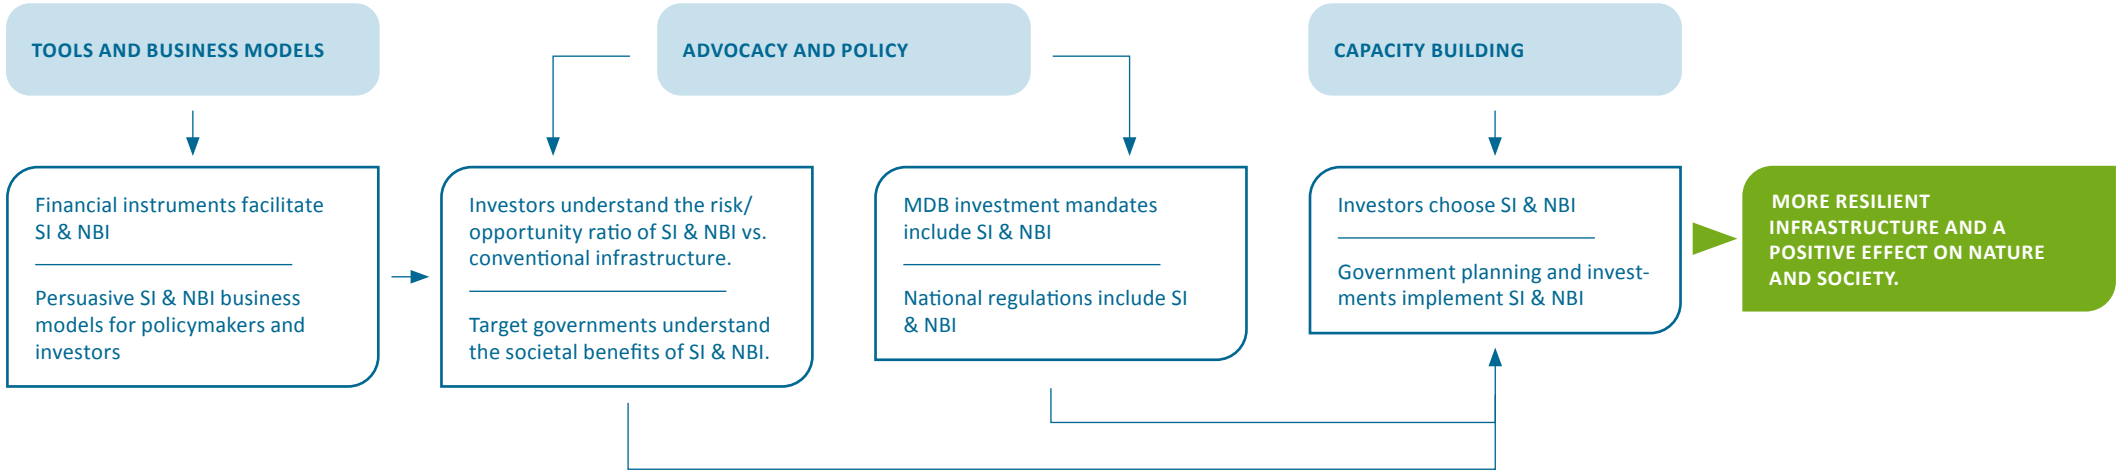 TOOLS AND BUSINESS MODELS
ADVOCACY AND POLICY
CAPACITY BUILDING
Financial instruments facilitate
SI & NBI
Persuasive SI & NBI business
models for policymakers and
investors
Investors understand the risk/
opportunity ratio of SI & NBI vs.
conventional infrastructure.
Target governments understand
the societal benefits of SI & NBI.
MDB investment mandates
include SI & NBI
National regulations include SI
& NBI
Investors choose SI & NBI
Government planning and invest-
ments implement SI & NBI
MORE RESILIENT
INFRASTRUCTURE AND A
POSITIVE EFFECT ON NATURE
AND SOCIETY.